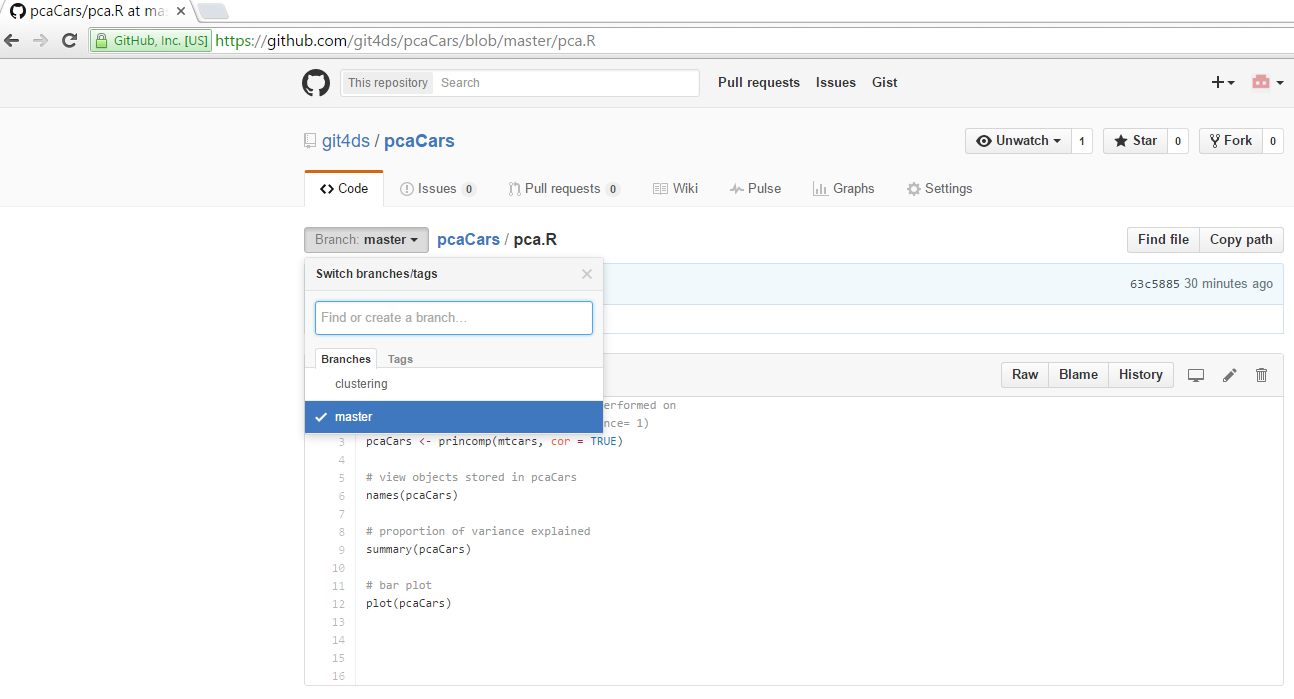 pcaCars/pca.R at ma
GitHub, Inc. [US] https://github.com/git4ds/pcaCars/blob/master/pca.R
This repository Search Pull requests Issues Gist
git4ds / pcaCars Unwatch 1 Star 0 Fork 0
Code Issues 0 Pull requests 0 Wiki Pulse Graphs Settings
Branch: master pcaCars / pca.R Find file Copy path
Switch branches/tags
63c5885 30 minutes ago
Find or create a branch...
Branches Tags
Raw Blame History
clustering
erformed on
master
nce= 1)
3 pcaCars <- princomp(mtcars, cor = TRUE)
4
5 # view objects stored in pcaCars
6 names(pcaCars)
7
8 # proportion of variance explained
9 summary(pcaCars)
10
11 # bar plot
12 plot(pcaCars)
13
14
15
16